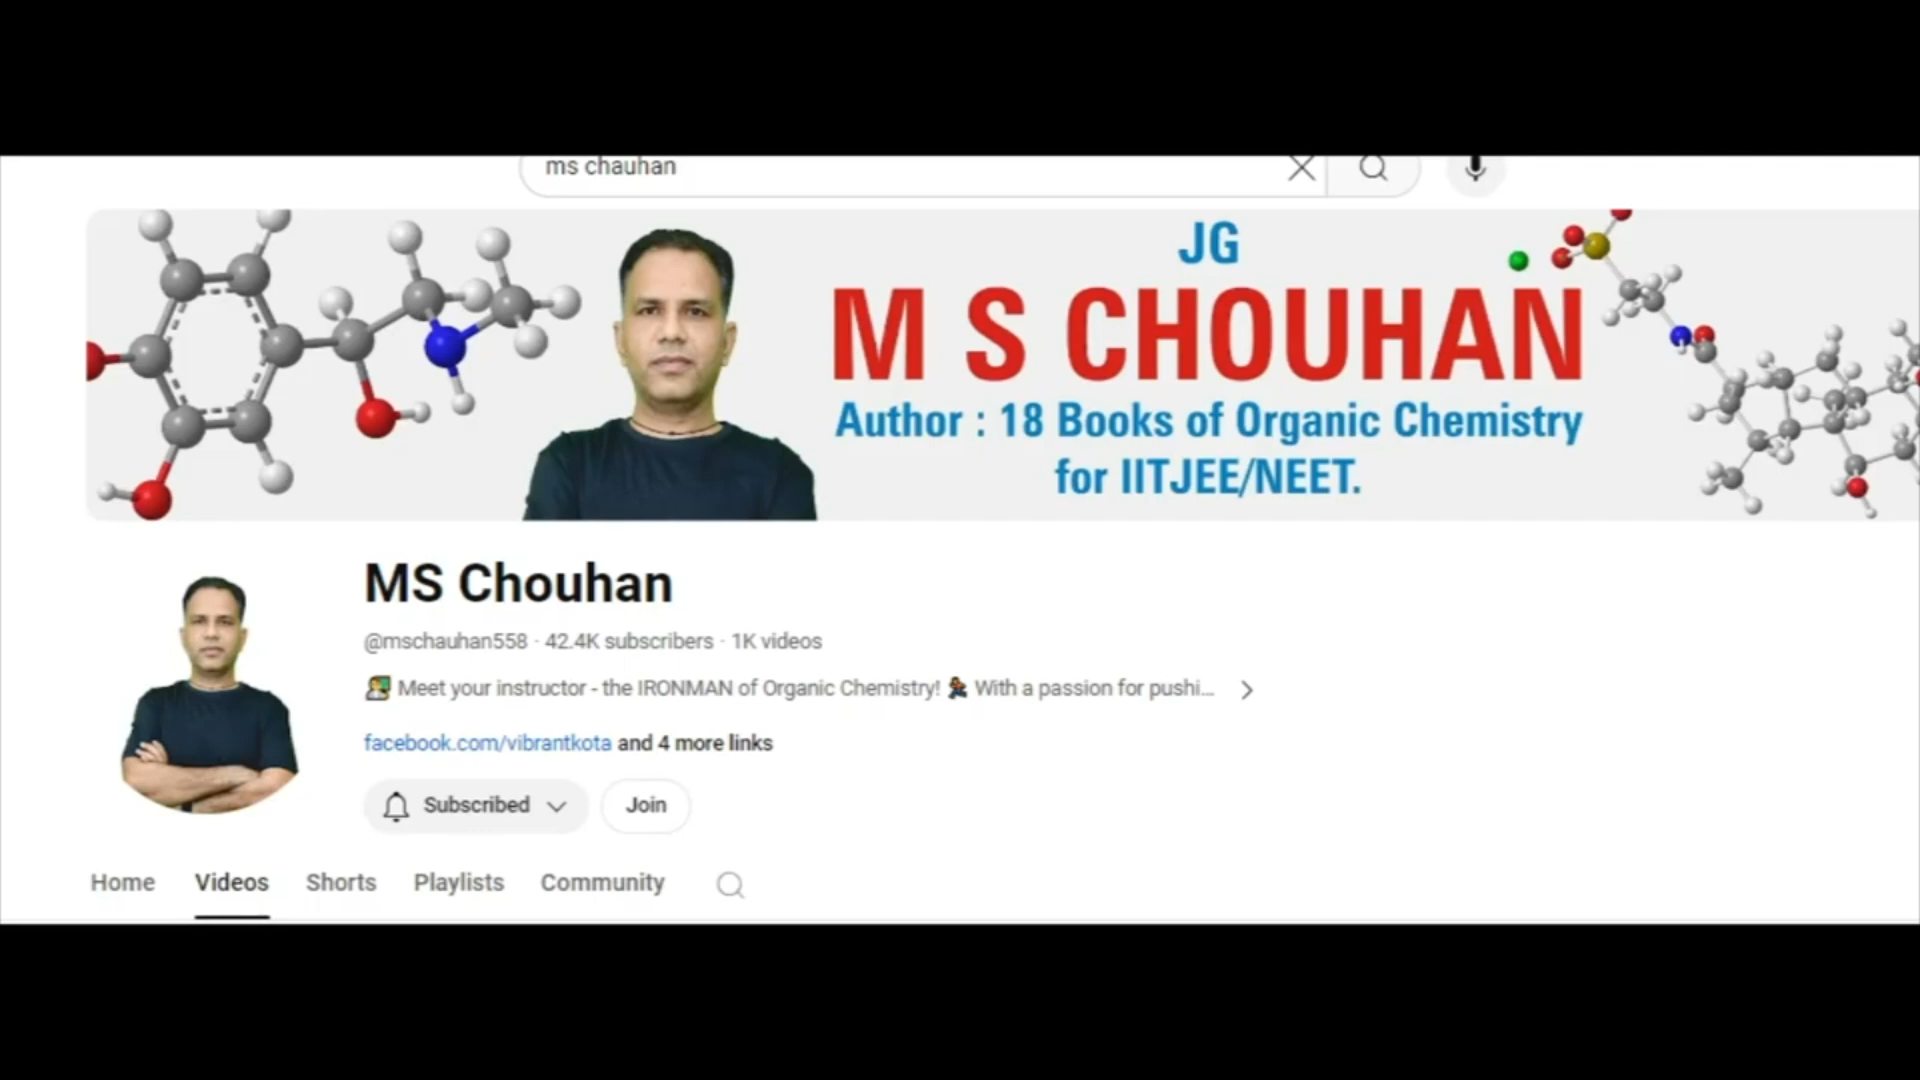 ms chauhan
JG
M S CHOUHAN
Author : 18 Books of Organic Chemistry
for IITJEE/NEET.
MS Chouhan
@mschauhan558 · 42.4K subscribers · 1K videos
Meet your instructor - the IRONMAN of Organic Chemistry! With a passion for pushi...
facebook.com/vibrantkota and 4 more links
Subscribed
Join
Home Videos Shorts Playlists Community